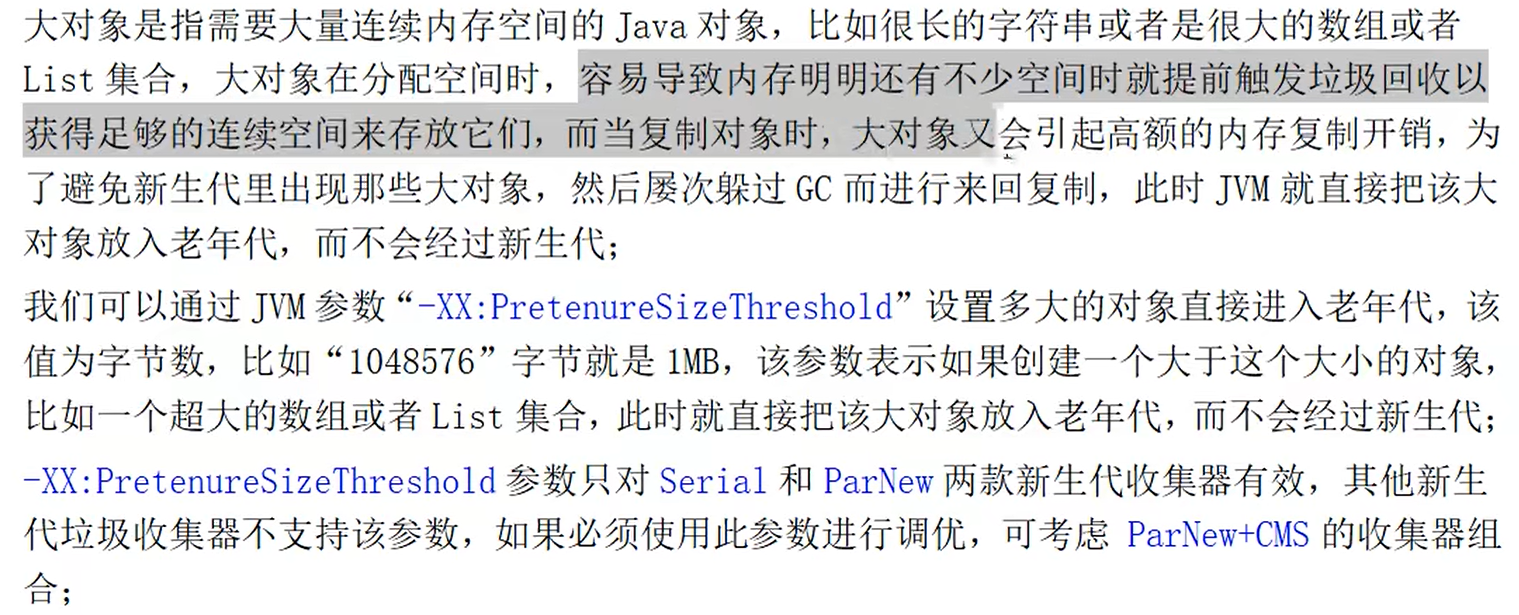 大对象是指需要大量连续内存空间的 Java 对象，比如很长的字符串或者是很大的数组或者
List 集合，大对象在分配空间时，容易导致内存明明还有不少空间时就提前触发垃圾回收以
获得足够的连续空间来存放它们，而当复制对象时，大对象又会引起高额的内存复制开销，为
了避免新生代里出现那些大对象，然后屡次躲过 GC 而进行来回复制，此时 JVM 就直接把该大
对象放入老年代，而不会经过新生代；
我们可以通过 JVM 参数“-XX:PretenureSizeThreshold”设置多大的对象直接进入老年代，该
值为字节数，比如“1048576”字节就是 1MB，该参数表示如果创建一个大于这个大小的对象，
比如一个超大的数组或者 List 集合，此时就直接把该大对象放入老年代，而不会经过新生代；
-XX:PretenureSizeThreshold 参数只对 Serial 和 ParNew 两款新生代收集器有效，其他新生
代垃圾收集器不支持该参数，如果必须使用此参数进行调优，可考虑 ParNew+CMS 的收集器组
合；